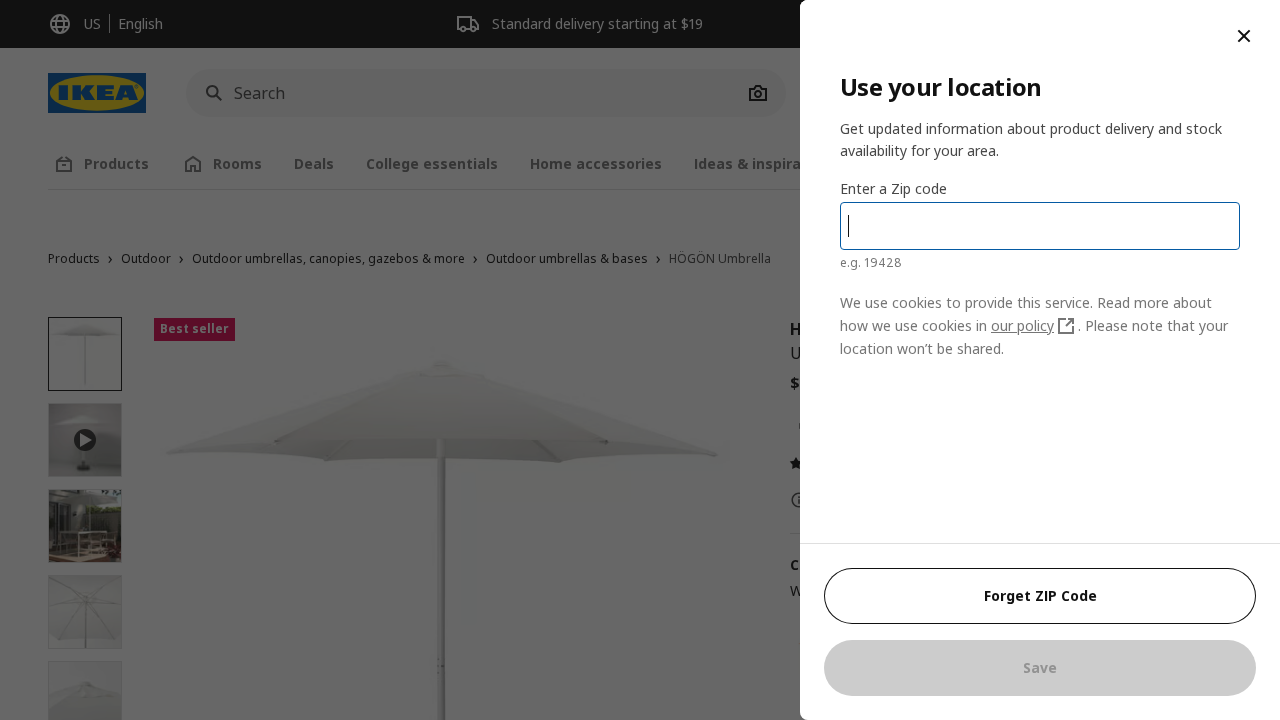 US English
Standard delivery starting at $19
IKEA
Search
Products Rooms Deals College essentials Home accessories Ideas & inspira
Products › Outdoor › Outdoor umbrellas, canopies, gazebos & more › Outdoor umbrellas & bases › HÖGÖN Umbrella
Best seller
H
U
$
C
W
Use your location
Get updated information about product delivery and stock
availability for your area.
Enter a Zip code
e.g. 19428
We use cookies to provide this service. Read more about
how we use cookies in our policy . Please note that your
location won’t be shared.
Forget ZIP Code
Save